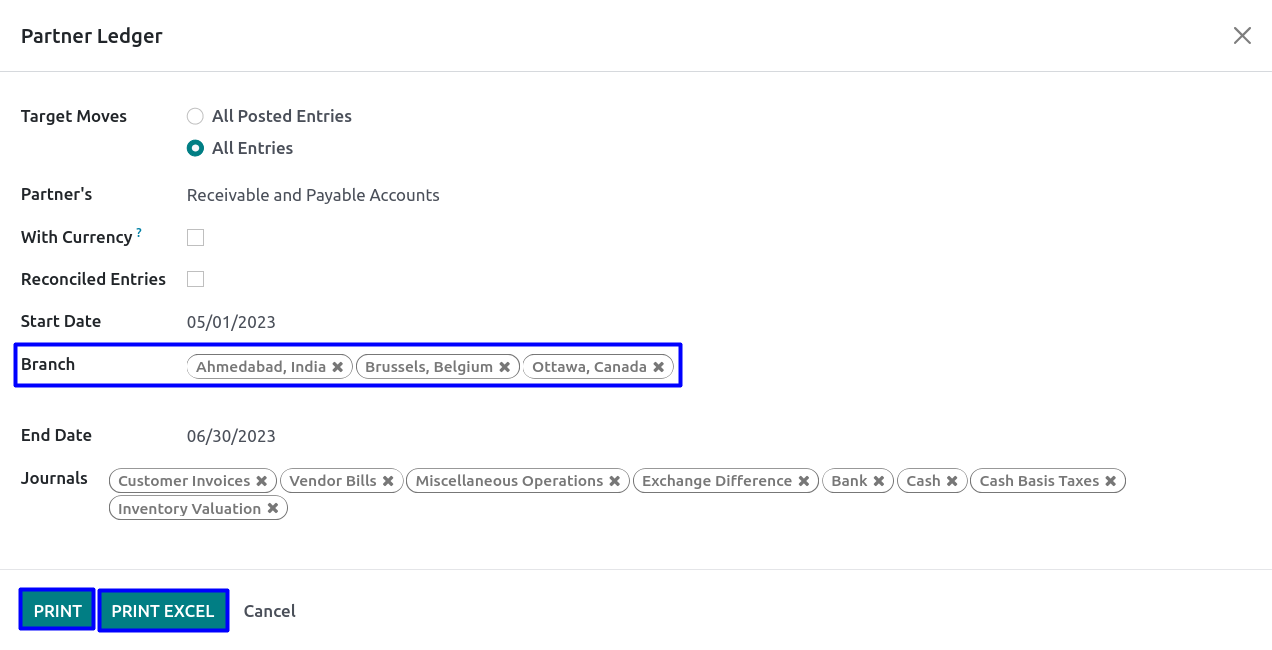 Partner Ledger
Target Moves All Posted Entries
All Entries
Partner's Receivable and Payable Accounts
With Currency ?
Reconciled Entries
Start Date 05/01/2023
Branch Ahmedabad, India ✖ Brussels, Belgium ✖ Ottawa, Canada ✖
End Date 06/30/2023
Journals Customer Invoices ✖ Vendor Bills ✖ Miscellaneous Operations ✖ Exchange Difference ✖ Bank ✖ Cash ✖ Cash Basis Taxes ✖
Inventory Valuation ✖
PRINT PRINT EXCEL Cancel